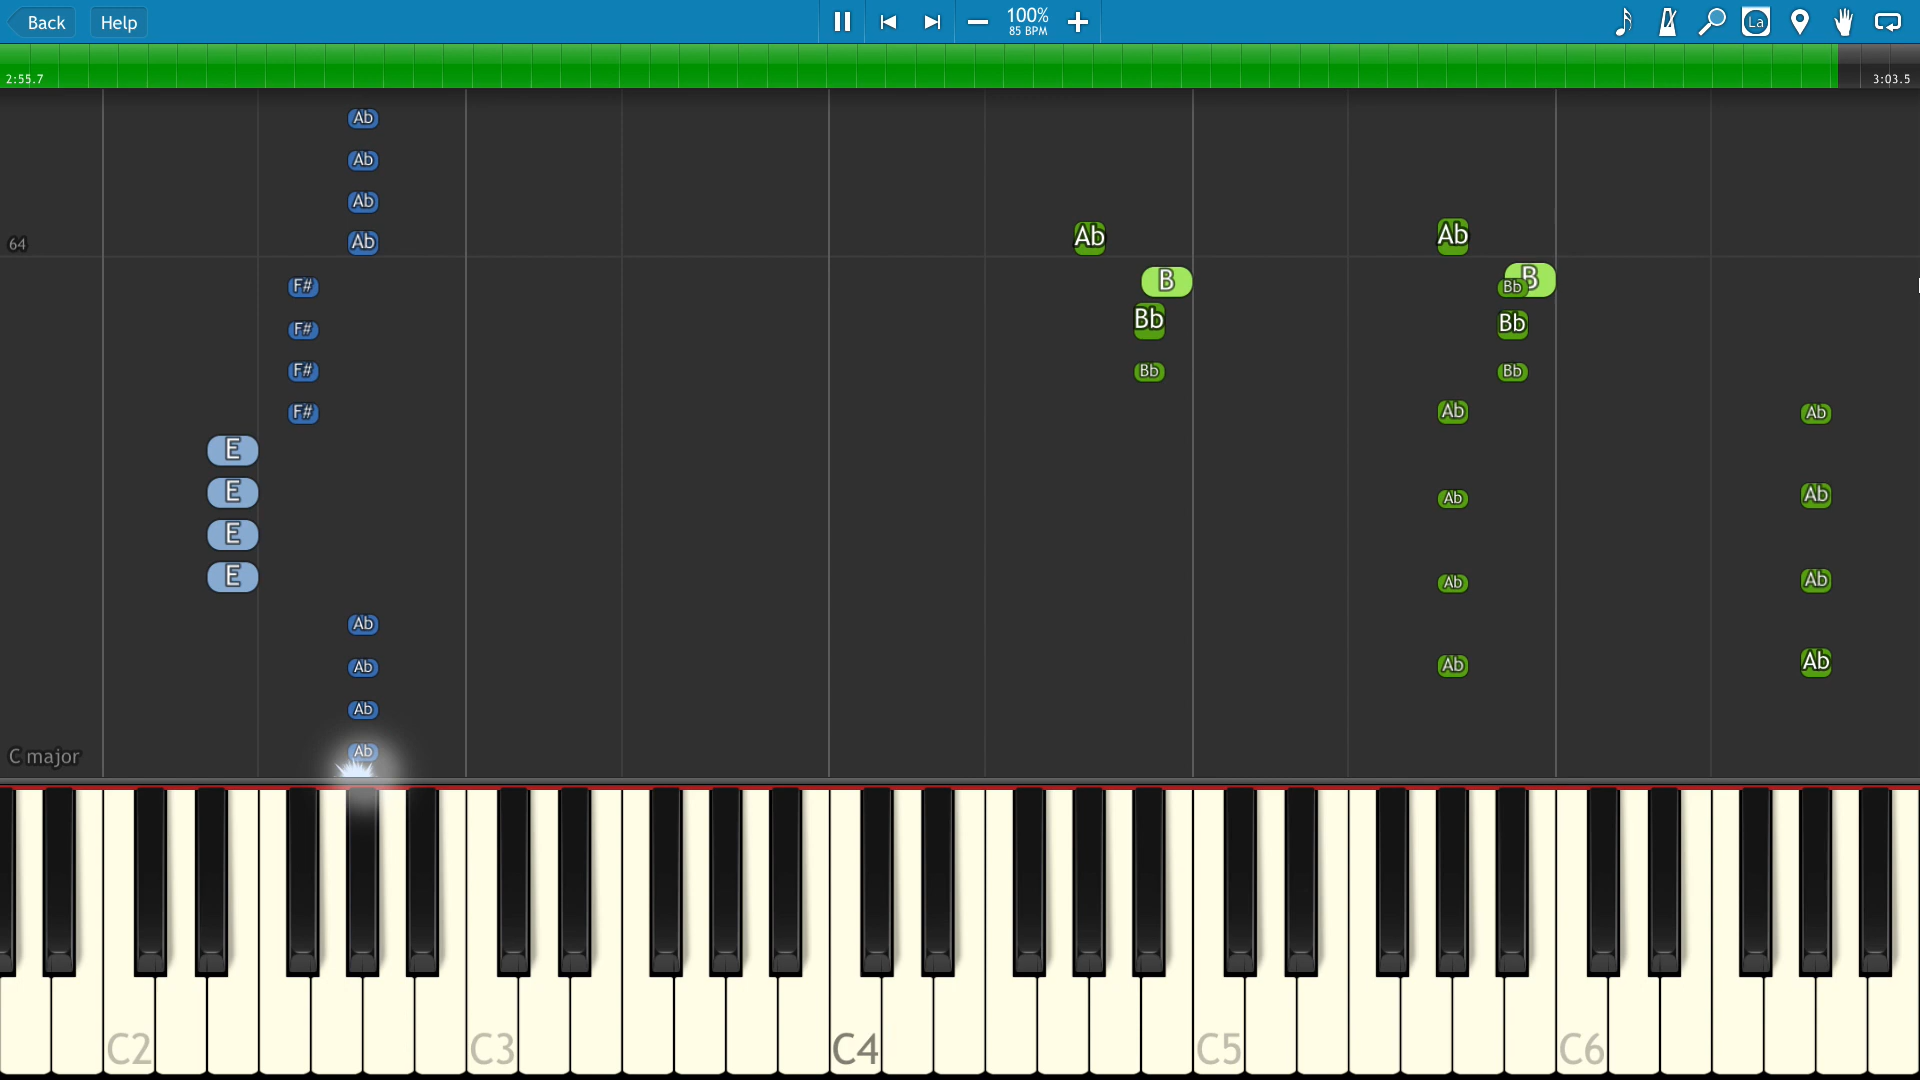 Back Help 100% La
85 BPM
2:55.7 3:03.5
Ab
Ab
Ab
Ab Ab Ab
64
F# B Bb B
F# Bb Bb
F# Bb Bb
F# Ab Ab
E
E Ab Ab
E
E Ab Ab
Ab
Ab Ab Ab
Ab
Ab
C major
C2 C3 C4 C5 C6